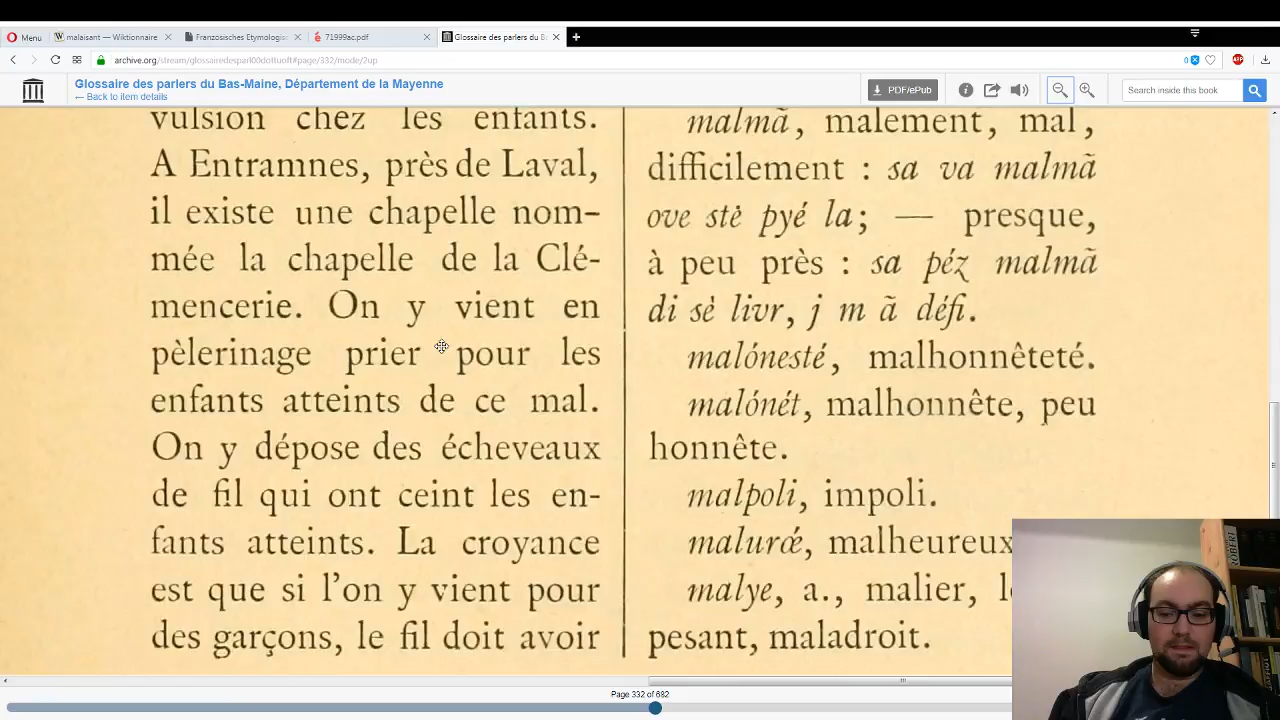 Menu
malaisant — Wiktionnaire
Französisches Etymologis
71999ac.pdf
Glossaire des parlers du B
archive.org/stream/glossairedesparl00dottuoft#page/332/mode/2up
0
ABP
Glossaire des parlers du Bas-Maine, Département de la Mayenne
← Back to item details
PDF/ePub
Search inside this book
vulsion chez les enfants.
A Entramnes, près de Laval,
il existe une chapelle nom-
mée la chapelle de la Clé-
mencerie. On y vient en
pèlerinage prier pour les
enfants atteints de ce mal.
On y dépose des écheveaux
de fil qui ont ceint les en-
fants atteints. La croyance
est que si l'on y vient pour
des garçons, le fil doit avoir
malmã, malement, mal,
difficilement : sa va malmã
ove stė pyé la; — presque,
à peu près : sa péz malmã
di sė livr, j m ã défi.
malónesté, malhonnêteté.
malónét, malhonnête, peu
honnête.
malpoli, impoli.
malurœ́, malheureux
malye, a., malier,
pesant, maladroit.
Page 332 of 682